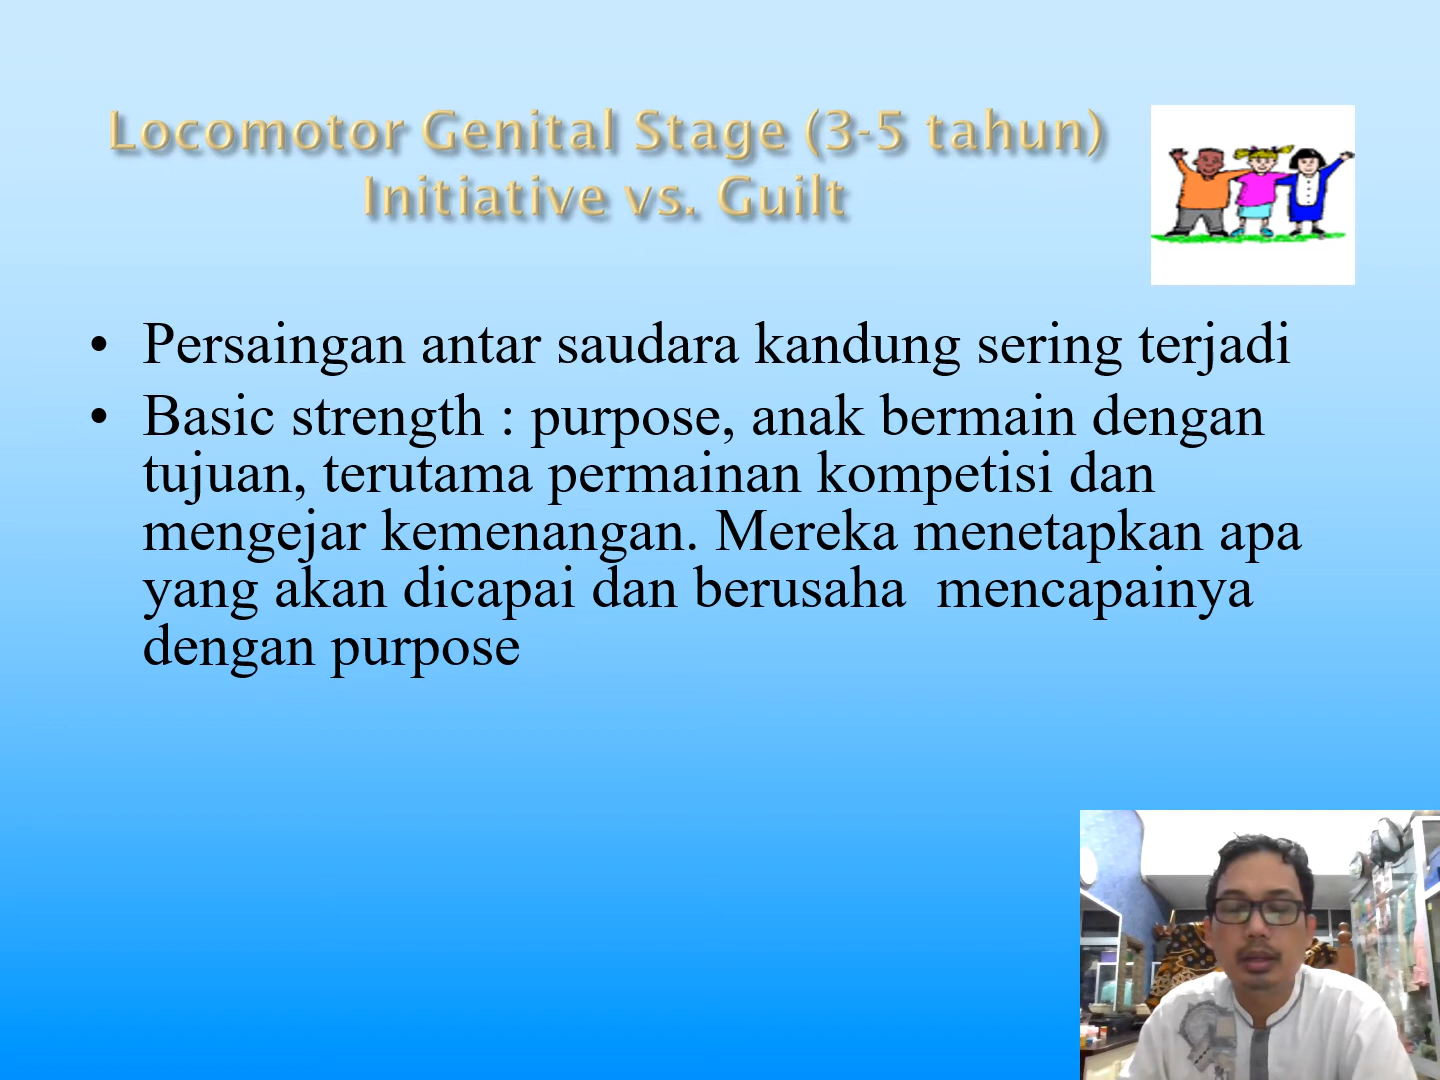 Locomotor Genital Stage (3-5 tahun)
Initiative vs. Guilt
• Persaingan antar saudara kandung sering terjadi
• Basic strength : purpose, anak bermain dengan
tujuan, terutama permainan kompetisi dan
mengejar kemenangan. Mereka menetapkan apa
yang akan dicapai dan berusaha  mencapainya
dengan purpose